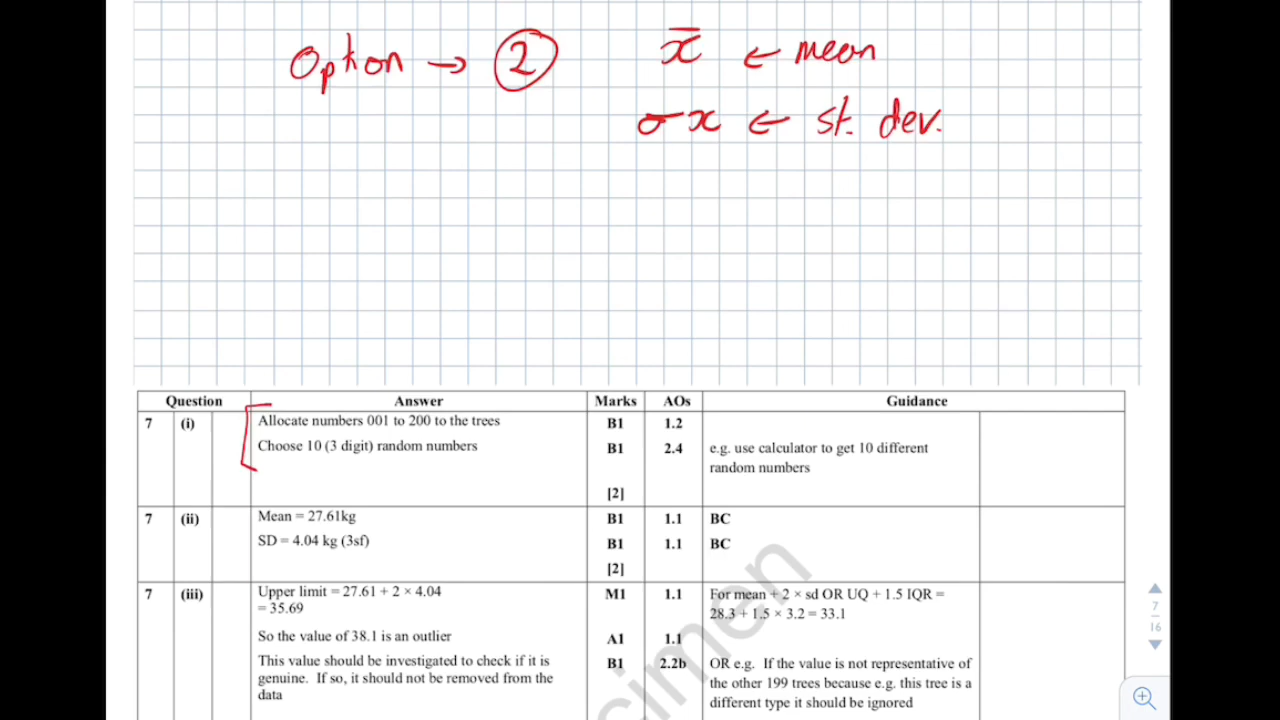 Option → ② x̄ ← mean
σx ← st. dev.
Question Answer Marks AOs Guidance
7 (i) Allocate numbers 001 to 200 to the trees B1 1.2
Choose 10 (3 digit) random numbers B1 2.4 e.g. use calculator to get 10 different
random numbers
[2]
7 (ii) Mean = 27.61kg B1 1.1 BC
SD = 4.04 kg (3sf) B1 1.1 BC
[2]
7 (iii) Upper limit = 27.61 + 2 × 4.04 M1 1.1 For mean + 2 × sd OR UQ + 1.5 IQR =
= 35.69 28.3 + 1.5 × 3.2 = 33.1
So the value of 38.1 is an outlier A1 1.1
This value should be investigated to check if it is B1 2.2b OR e.g. If the value is not representative of
genuine. If so, it should not be removed from the the other 199 trees because e.g. this tree is a
data different type it should be ignored
cimen
7
16